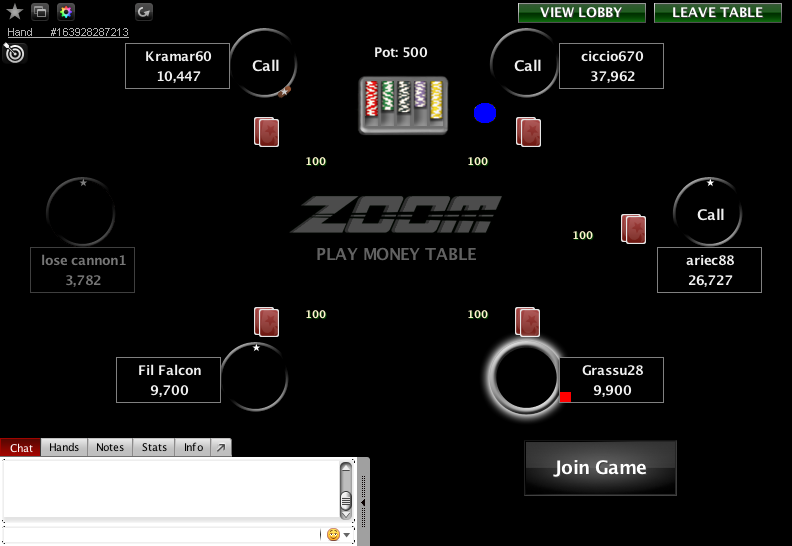 VIEW LOBBY
LEAVE TABLE
Hand #163928287213
Kramar60
10,447
Call
Pot: 500
Call
ciccio670
37,962
100
100
lose cannon1
3,782
ZOOM
PLAY MONEY TABLE
100
Call
ariec88
26,727
100
100
Fil Falcon
9,700
Grassu28
9,900
Chat
Hands
Notes
Stats
Info
Join Game